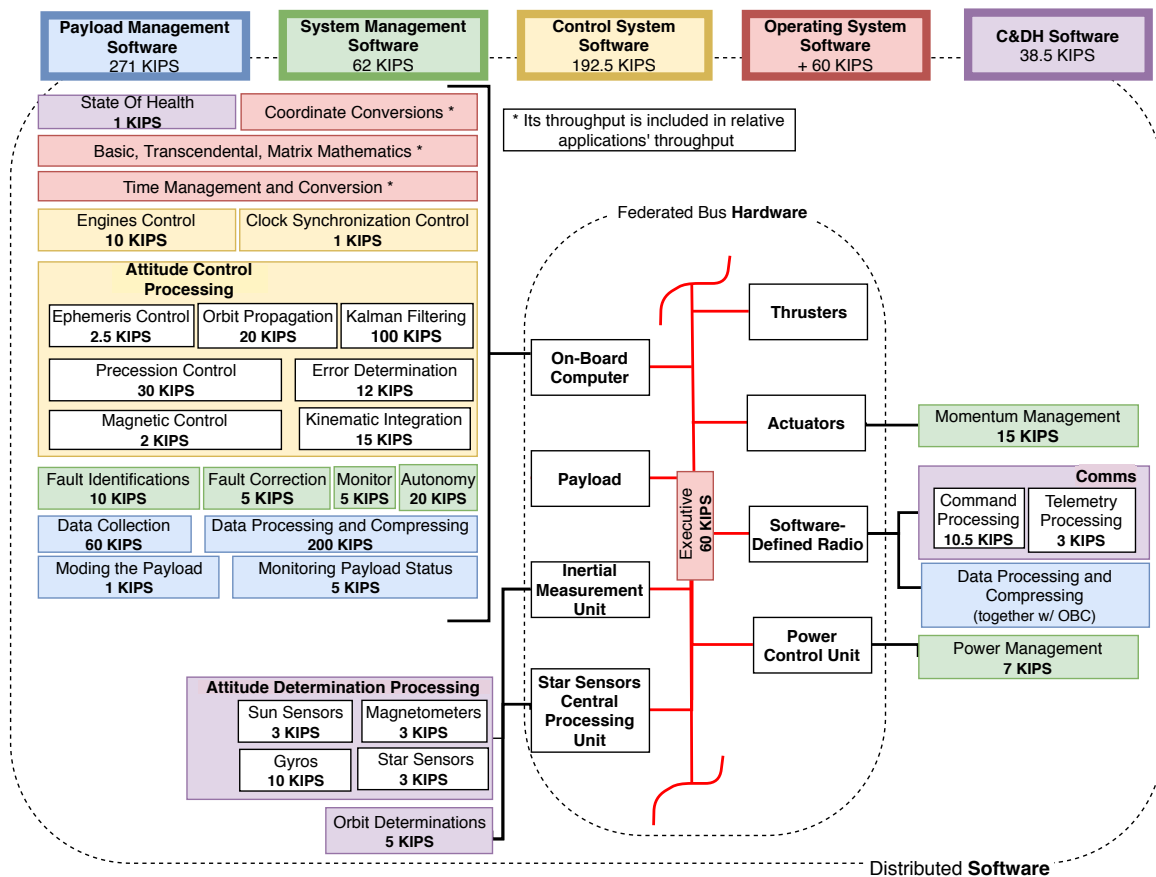 Payload Management
Software
271 KIPS
System Management
Software
62 KIPS
Control System
Software
192.5 KIPS
Operating System
Software
+ 60 KIPS
C&DH Software
38.5 KIPS
State Of Health
1 KIPS
Coordinate Conversions *
* Its throughput is included in relative
applications' throughput
Basic, Transcendental, Matrix Mathematics *
Time Management and Conversion *
Engines Control
10 KIPS
Clock Synchronization Control
1 KIPS
Attitude Control
Processing
Ephemeris Control
2.5 KIPS
Orbit Propagation
20 KIPS
Kalman Filtering
100 KIPS
Precession Control
30 KIPS
Error Determination
12 KIPS
Magnetic Control
2 KIPS
Kinematic Integration
15 KIPS
Fault Identifications
10 KIPS
Fault Correction
5 KIPS
Monitor
5 KIPS
Autonomy
20 KIPS
Data Collection
60 KIPS
Data Processing and Compressing
200 KIPS
Moding the Payload
1 KIPS
Monitoring Payload Status
5 KIPS
Attitude Determination Processing
Sun Sensors
3 KIPS
Magnetometers
3 KIPS
Gyros
10 KIPS
Star Sensors
3 KIPS
Orbit Determinations
5 KIPS
Federated Bus Hardware
On-Board
Computer
Payload
Inertial
Measurement
Unit
Star Sensors
Central
Processing
Unit
Executive
60 KIPS
Thrusters
Actuators
Software-
Defined Radio
Power
Control Unit
Momentum Management
15 KIPS
Comms
Command
Processing
10.5 KIPS
Telemetry
Processing
3 KIPS
Data Processing and
Compressing
(together w/ OBC)
Power Management
7 KIPS
Distributed Software